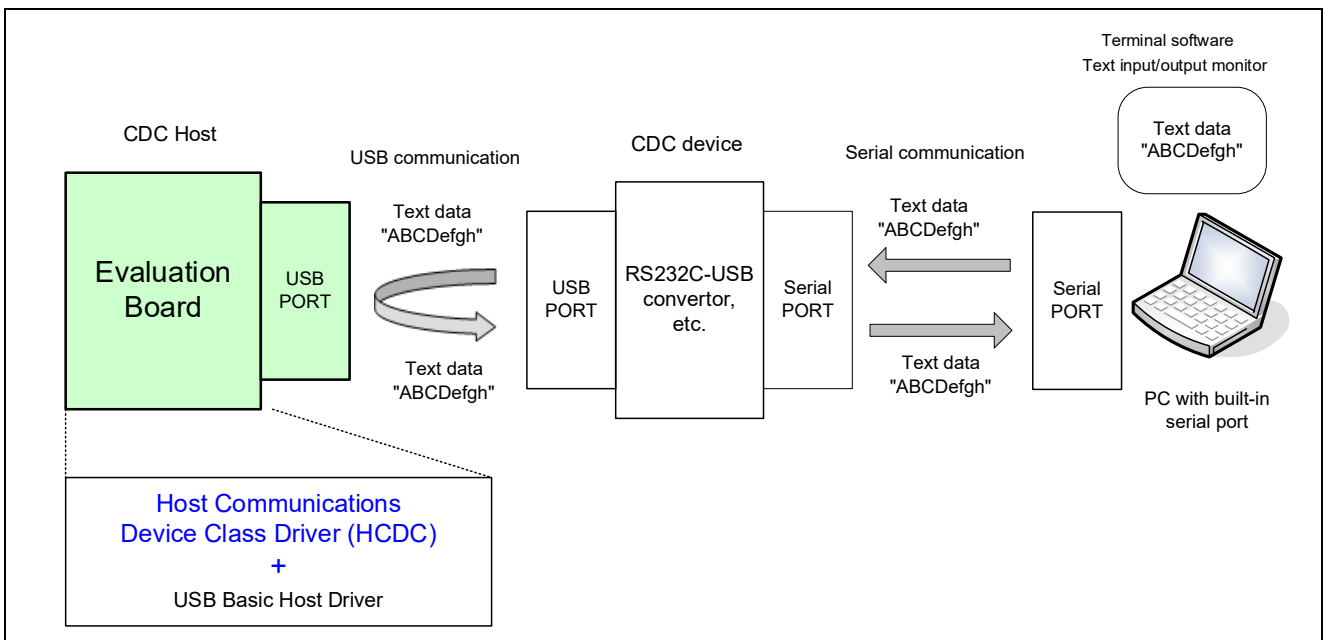 Terminal software
Text input/output monitor
Text data
"ABCDefgh"
CDC Host
USB communication
CDC device
Serial communication
Text data
"ABCDefgh"
Text data
"ABCDefgh"
Evaluation
Board
USB
PORT
USB
PORT
RS232C-USB
convertor,
etc.
Serial
PORT
Serial
PORT
Text data
"ABCDefgh"
Text data
"ABCDefgh"
PC with built-in
serial port
Host Communications
Device Class Driver (HCDC)
+
USB Basic Host Driver